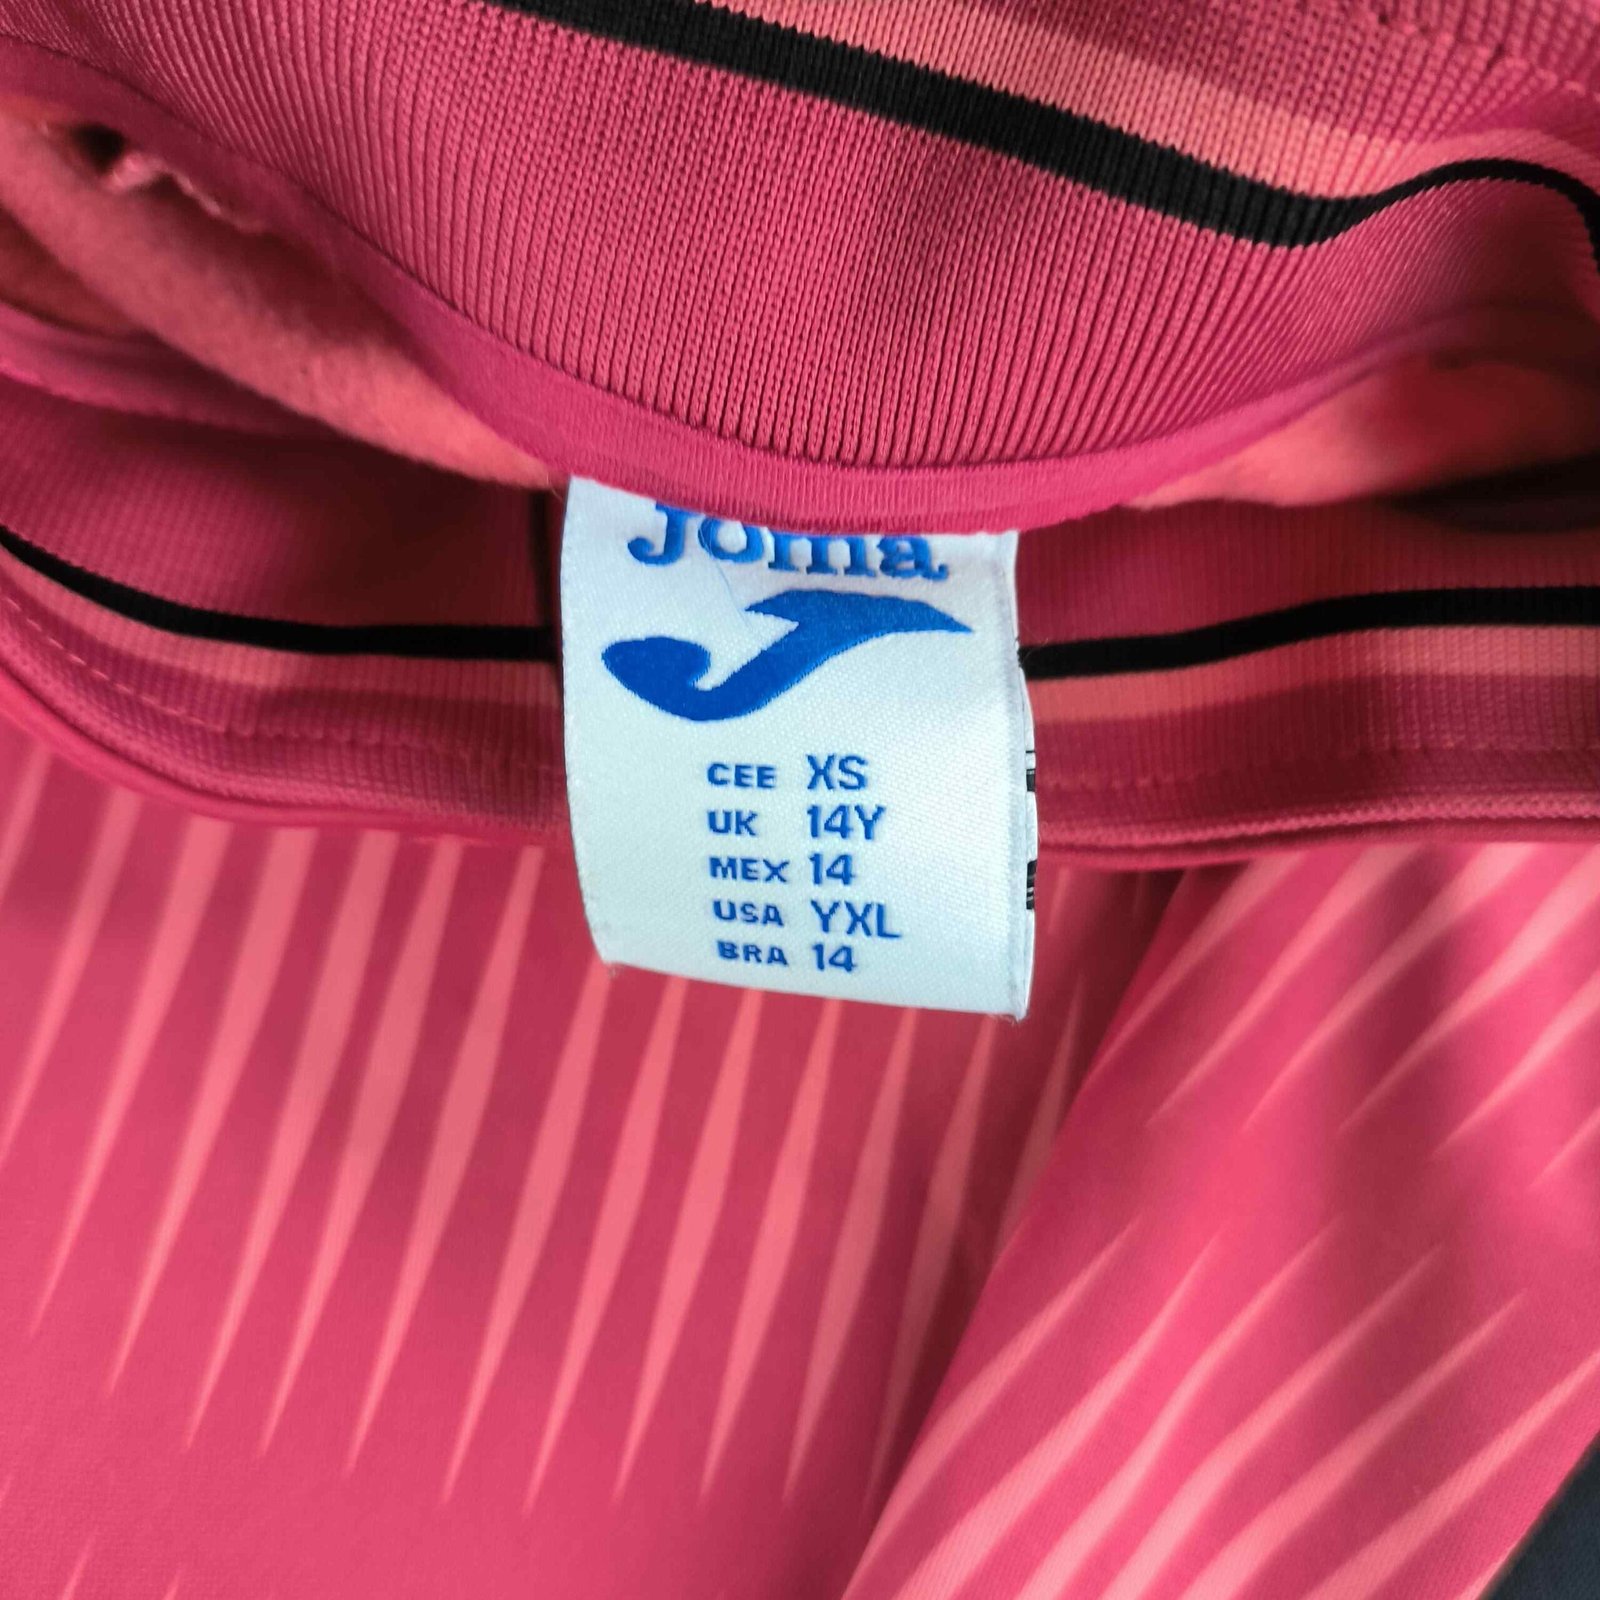 Joma
CEE XS
UK 14Y
MEX 14
USA YXL
BRA 14